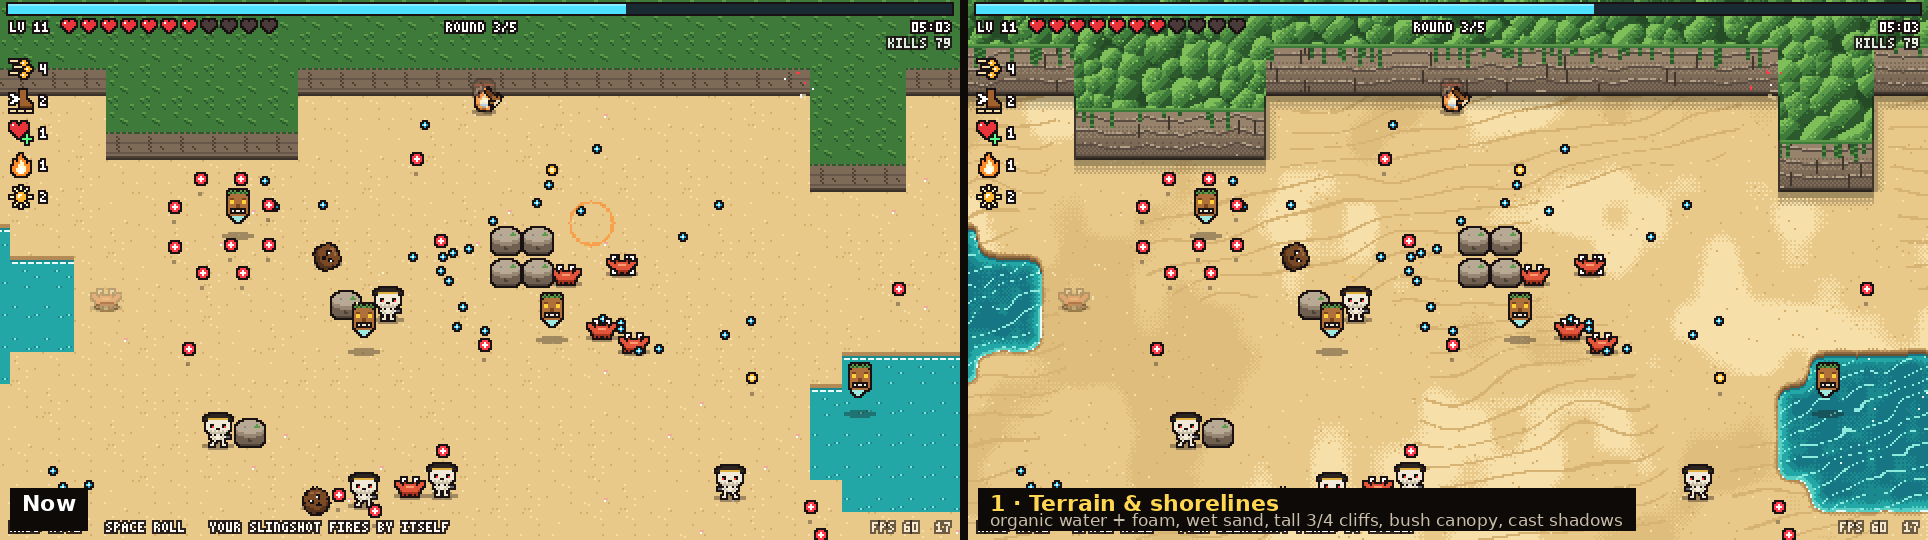 LV 11
ROUND 3/5
05:03
KILLS 79
4
2
1
1
2
Now
SPACE ROLL
YOUR SLINGSHOT FIRES BY ITSELF
FPS 60 17
LV 11
ROUND 3/5
05:03
KILLS 79
4
2
1
1
2
1 · Terrain & shorelines
organic water + foam, wet sand, tall 3/4 cliffs, bush canopy, cast shadows
FPS 60 17